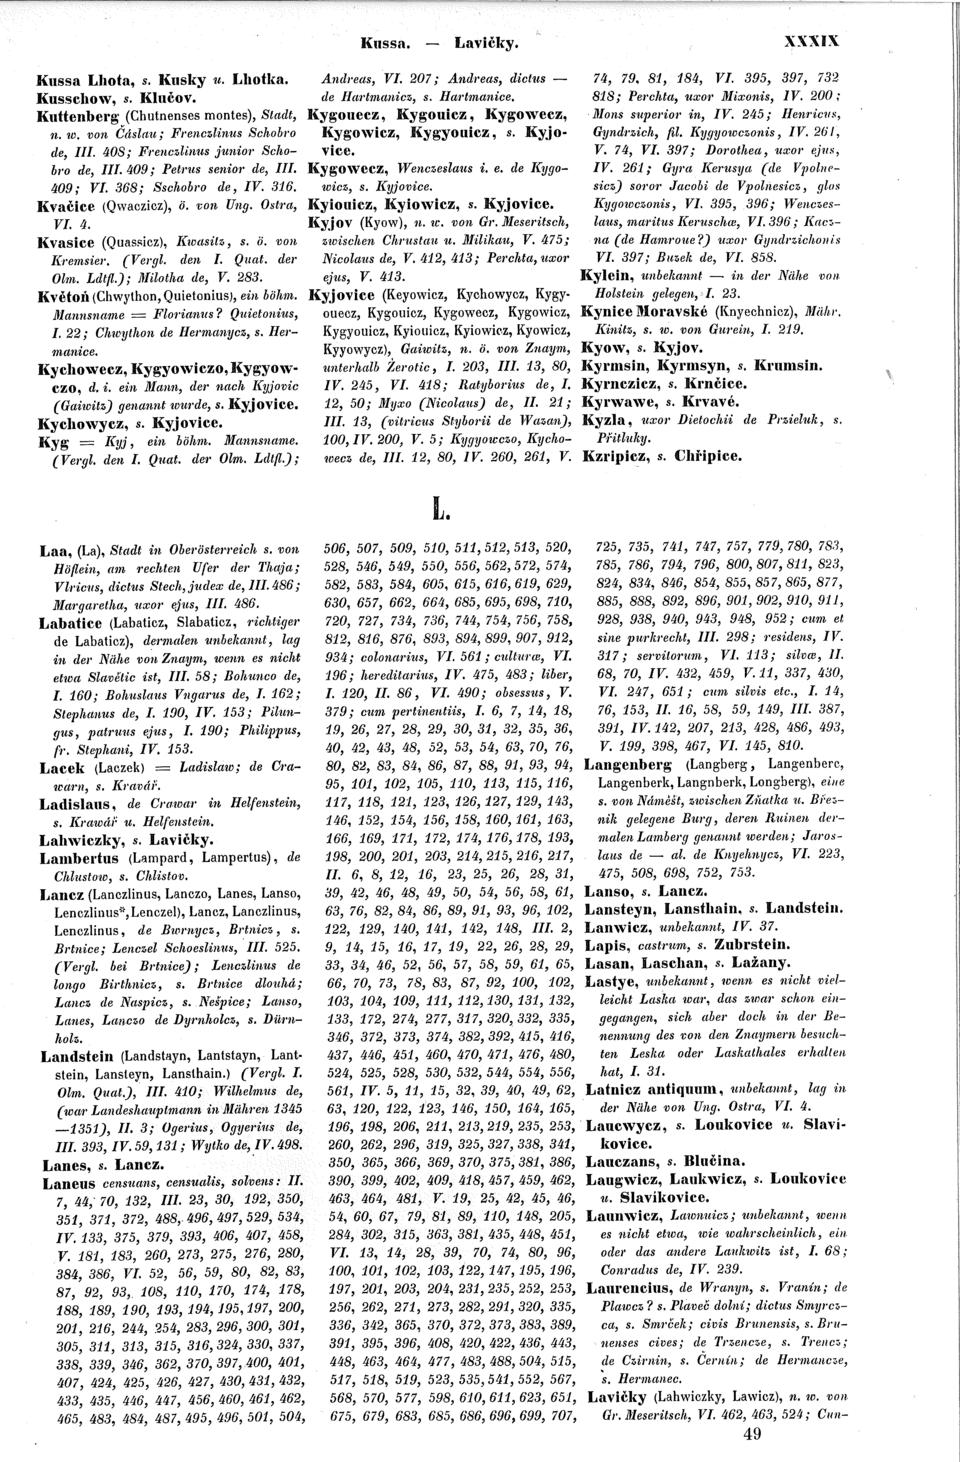 Kussa. — Lavičky.
XXXIX
Kussa Lhota, s. Kusky u. Lhotka.
Kusschow, s. Klučov.
Kuttenberg (Chutnenses montes), Stadt,
n. w. von Čáslau; Frenczlinus Schobro
de, III. 408; Frenczlinus junior Scho-
bro de, III. 409; Petrus senior de, III.
409; VI. 368; Sschobro de, IV. 316.
Kvačice (Qwaczicz), ö. von Ung. Ostra,
VI. 4.
Kvasice (Quassicz), Kwasitz, s. ö. von
Kremsier. (Vergl. den I. Quat. der
Olm. Ldtfl.); Milotha de, V. 283.
Květoň (Chwython, Quietonius), ein böhm.
Mannsname = Florianus? Quietonius,
I. 22; Chwython de Hermanycz, s. Her-
manice.
Kychowecz, Kygyowiczo, Kygyow-
czo, d. i. ein Mann, der nach Kyjovic
(Gaiwitz) genannt wurde, s. Kyjovice.
Kychowycz, s. Kyjovice.
Kyg = Kyj, ein böhm. Mannsname.
(Vergl. den I. Quat. der Olm. Ldtfl.);
Andreas, VI. 207; Andreas, dictus —
de Hartmanicz, s. Hartmanice.
Kygouecz, Kygouicz, Kygowecz,
Kygowicz, Kygyouicz, s. Kyjo-
vice.
Kygowecz, Wenczeslaus i. e. de Kygo-
wicz, s. Kyjovice.
Kyiouicz, Kyiowicz, s. Kyjovice.
Kyjov (Kyow), n. w. von Gr. Meseritsch,
zwischen Chrustau u. Milikau, V. 475;
Nicolaus de, V. 412, 413; Perchta, uxor
ejus, V. 413.
Kyjovice (Keyowicz, Kychowycz, Kygy-
ouecz, Kygouicz, Kygowecz, Kygowicz,
Kygyouicz, Kyiouicz, Kyiowicz, Kyowicz,
Kyyowycz), Gaiwitz, n. ö. von Znaym,
unterhalb Žerotic, I. 203, III. 13, 80,
IV. 245, VI. 418; Ratyborius de, I.
12, 50; Myxo (Nicolaus) de, II. 21;
III. 13, (vitricus Styborii de Wazan),
100, IV. 200, V. 5; Kygyowczo, Kycho-
wecz de, III. 12, 80, IV. 260, 261, V.
74, 79, 81, 184, VI. 395, 397, 732
818; Perchta, uxor Mixonis, IV. 200;
Mons superior in, IV. 245; Henricus,
Gyndrzich, fil. Kygyowczonis, IV. 261,
V. 74, VI. 397; Dorothea, uxor ejus,
IV. 261; Gyra Kerusya (de Vpolne-
sicz) soror Jacobi de Vpolnesicz, glos
Kygowczonis, VI. 395, 396; Wenczes-
laus, maritus Keruschæ, VI. 396; Kacz-
na (de Hamroue?) uxor Gyndrzichonis
VI. 397; Buzek de, VI. 858.
Kylein, unbekannt — in der Nähe von
Holstein gelegen, I. 23.
Kynice Moravské (Knyechnicz), Mähr.
Kinitz, s. w. von Gurein, I. 219.
Kyow, s. Kyjov.
Kyrmsin, Kyrmsyn, s. Krumsin.
Kyrnczicz, s. Krnčice.
Kyrwawe, s. Krvavé.
Kyzla, uxor Dietochii de Przieluk, s.
Přítluky.
Kzripicz, s. Chřipice.
L.
Laa, (La), Stadt in Oberösterreich s. von
Höflein, am rechten Ufer der Thaja;
Vlricus, dictus Stech, judex de, III. 486;
Margaretha, uxor ejus, III. 486.
Labatice (Labaticz, Slabaticz, richtiger
de Labaticz), dermalen unbekannt, lag
in der Nähe von Znaym, wenn es nicht
etwa Slavětic ist, III. 58; Bohunco de,
I. 160; Bohuslaus Vngarus de, I. 162;
Stephanus de, I. 190, IV. 153; Pilun-
gus, patruus ejus, I. 190; Philippus,
fr. Stephani, IV. 153.
Lacek (Laczek) = Ladislaw; de Cra-
warn, s. Kravář.
Ladislaus, de Crawar in Helfenstein,
s. Krawář u. Helfenstein.
Lahwiczky, s. Lavičky.
Lambertus (Lampard, Lampertus), de
Chlustow, s. Chlistov.
Lancz (Lanczlinus, Lanczo, Lanes, Lanso,
Lenczlinus*, Lenczel), Lancz, Lanczlinus,
Lenczlinus, de Bwrnycz, Brtnicz, s.
Brtnice; Lenczel Schoeslinus, III. 525.
(Vergl. bei Brtnice); Lenczlinus de
longo Birthnicz, s. Brtnice dlouhá;
Lancz de Naspicz, s. Nešpice; Lanso,
Lanes, Lanczo de Dyrnholcz, s. Dürn-
holz.
Landstein (Landstayn, Lantstayn, Lant-
stein, Lansteyn, Lansthain.) (Vergl. I.
Olm. Quat.), III. 410; Wilhelmus de,
(war Landeshauptmann in Mähren 1345
—1351), II. 3; Ogerius, Ogyerius de,
III. 393, IV. 59, 131; Wytko de, IV. 498.
Lanes, s. Lancz.
Laneus censuans, censualis, solvens: II.
7, 44, 70, 132, III. 23, 30, 192, 350,
351, 371, 372, 488, 496, 497, 529, 534,
IV. 133, 375, 379, 393, 406, 407, 458,
V. 181, 183, 260, 273, 275, 276, 280,
384, 386, VI. 52, 56, 59, 80, 82, 83,
87, 92, 93, 108, 110, 170, 174, 178,
188, 189, 190, 193, 194, 195, 197, 200,
201, 216, 244, 254, 283, 296, 300, 301,
305, 311, 313, 315, 316, 324, 330, 337,
338, 339, 346, 362, 370, 397, 400, 401,
407, 424, 425, 426, 427, 430, 431, 432,
433, 435, 446, 447, 456, 460, 461, 462,
465, 483, 484, 487, 495, 496, 501, 504,
506, 507, 509, 510, 511, 512, 513, 520,
528, 546, 549, 550, 556, 562, 572, 574,
582, 583, 584, 605, 615, 616, 619, 629,
630, 657, 662, 664, 685, 695, 698, 710,
720, 727, 734, 736, 744, 754, 756, 758,
812, 816, 876, 893, 894, 899, 907, 912,
934; colonarius, VI. 561; culturæ, VI.
196; hereditarius, IV. 475, 483; liber,
I. 120, II. 86, VI. 490; obsessus, V.
379; cum pertinentiis, I. 6, 7, 14, 18,
19, 26, 27, 28, 29, 30, 31, 32, 35, 36,
40, 42, 43, 48, 52, 53, 54, 63, 70, 76,
80, 82, 83, 84, 86, 87, 88, 91, 93, 94,
95, 101, 102, 105, 110, 113, 115, 116,
117, 118, 121, 123, 126, 127, 129, 143,
146, 152, 154, 156, 158, 160, 161, 163,
166, 169, 171, 172, 174, 176, 178, 193,
198, 200, 201, 203, 214, 215, 216, 217,
II. 6, 8, 12, 16, 23, 25, 26, 28, 31,
39, 42, 46, 48, 49, 50, 54, 56, 58, 61,
63, 76, 82, 84, 86, 89, 91, 93, 96, 102,
122, 129, 140, 141, 142, 148, III. 2,
9, 14, 15, 16, 17, 19, 22, 26, 28, 29,
33, 34, 46, 52, 56, 57, 58, 59, 61, 65,
66, 70, 73, 78, 83, 87, 92, 100, 102,
103, 104, 109, 111, 112, 130, 131, 132,
133, 172, 274, 277, 317, 320, 332, 335,
346, 372, 373, 374, 382, 392, 415, 416,
437, 446, 451, 460, 470, 471, 476, 480,
524, 525, 528, 530, 532, 544, 554, 556,
561, IV. 5, 11, 15, 32, 39, 40, 49, 62,
63, 120, 122, 123, 146, 150, 164, 165,
196, 198, 206, 211, 213, 219, 235, 253,
260, 262, 296, 319, 325, 327, 338, 341,
350, 365, 366, 369, 370, 375, 381, 386,
390, 399, 402, 409, 418, 457, 459, 462,
463, 464, 481, V. 19, 25, 42, 45, 46,
54, 60, 67, 79, 81, 89, 110, 148, 205,
284, 302, 315, 363, 381, 435, 448, 451,
VI. 13, 14, 28, 39, 70, 74, 80, 96,
100, 101, 102, 103, 122, 147, 195, 196,
197, 201, 203, 204, 231, 235, 252, 253,
256, 262, 271, 273, 282, 291, 320, 335,
336, 342, 365, 370, 372, 373, 383, 389,
391, 395, 396, 408, 420, 422, 436, 443,
448, 463, 464, 477, 483, 488, 504, 515,
517, 518, 519, 523, 535, 541, 552, 567,
568, 570, 577, 598, 610, 611, 623, 651,
675, 679, 683, 685, 686, 696, 699, 707,
725, 735, 741, 747, 757, 779, 780, 783,
785, 786, 794, 796, 800, 807, 811, 823,
824, 834, 846, 854, 855, 857, 865, 877,
885, 888, 892, 896, 901, 902, 910, 911,
928, 938, 940, 943, 948, 952; cum et
sine purkrecht, III. 298; residens, IV.
317; servitorum, VI. 113; silvæ, II.
68, 70, IV. 432, 459, V. 11, 337, 430,
VI. 247, 651; cum silvis etc., I. 14,
76, 153, II. 16, 58, 59, 149, III. 387,
391, IV. 142, 207, 213, 428, 486, 493,
V. 199, 398, 467, VI. 145, 810.
Langenberg (Langberg, Langenberc,
Langenberk, Langnberk, Longberg), eine
s. von Náměšt, zwischen Zňatka u. Břez-
nik gelegene Burg, deren Ruinen der-
malen Lamberg genannt werden; Jaros-
laus de — al. de Knyehnycz, VI. 223,
475, 508, 698, 752, 753.
Lanso, s. Lancz.
Lansteyn, Lansthain, s. Landstein.
Lanwicz, unbekannt, IV. 37.
Lapis, castrum, s. Zubrstein.
Lasan, Laschan, s. Lažany.
Lastye, unbekannt, wenn es nicht viel-
leicht Laska war, das zwar schon ein-
gegangen, sich aber doch in der Be-
nennung des von den Znaymern besuch-
ten Leska oder Laskathales erhalten
hat, I. 31.
Latnicz antiquum, unbekannt, lag in
der Nähe von Ung. Ostra, VI. 4.
Laucwycz, s. Loukovice u. Slavi-
kovice.
Lauczans, s. Blučina.
Laugwicz, Laukwicz, s. Loukovice
u. Slavíkovice.
Launwicz, Lawnuicz; unbekannt, wenn
es nicht etwa, wie wahrscheinlich, ein
oder das andere Laukwitz ist, I. 68;
Conradus de, IV. 239.
Laurencius, de Wranyn, s. Vranín; de
Plawcz? s. Plaveč dolní; dictus Smyrcz-
ca, s. Smrček; civis Brunensis, s. Bru-
nenses cives; de Trzencze, s. Trencz;
de Czirnin, s. Černín; de Hermancze,
s. Hermanec.
Lavičky (Lahwiczky, Lawicz), n. w. von
Gr. Meseritsch, VI. 462, 463, 524; Cun-
49